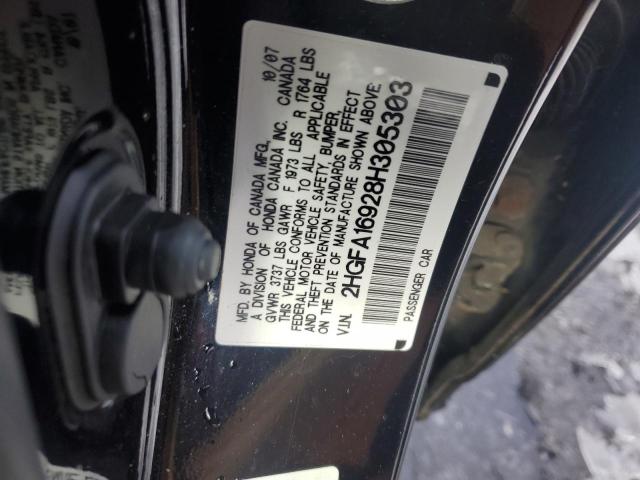 MFD. BY HONDA OF CANADA MFG. 10/07
A DIVISION OF HONDA CANADA INC. CANADA
GVWR 3737 LBS GAWR F 1973 LBS R 1764 LBS
THIS VEHICLE CONFORMS TO ALL APPLICABLE
FEDERAL MOTOR VEHICLE SAFETY, BUMPER,
AND THEFT PREVENTION STANDARDS IN EFFECT
ON THE DATE OF MANUFACTURE SHOWN ABOVE.
V.I.N. 2HGFA16928H305303
PASSENGER CAR